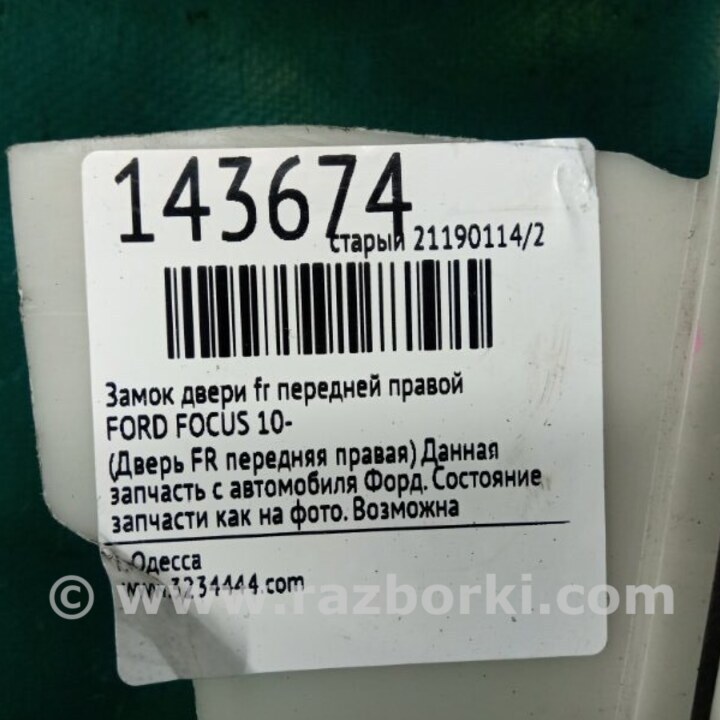 143674
старый 21190114/2
Замок двери fr передней правой
FORD FOCUS 10-
(Дверь FR передняя правая) Данная
запчасть с автомобиля Форд. Состояние
запчасти как на фото. Возможна
г. Одесса
www.3234444.com
© www.razborki.com